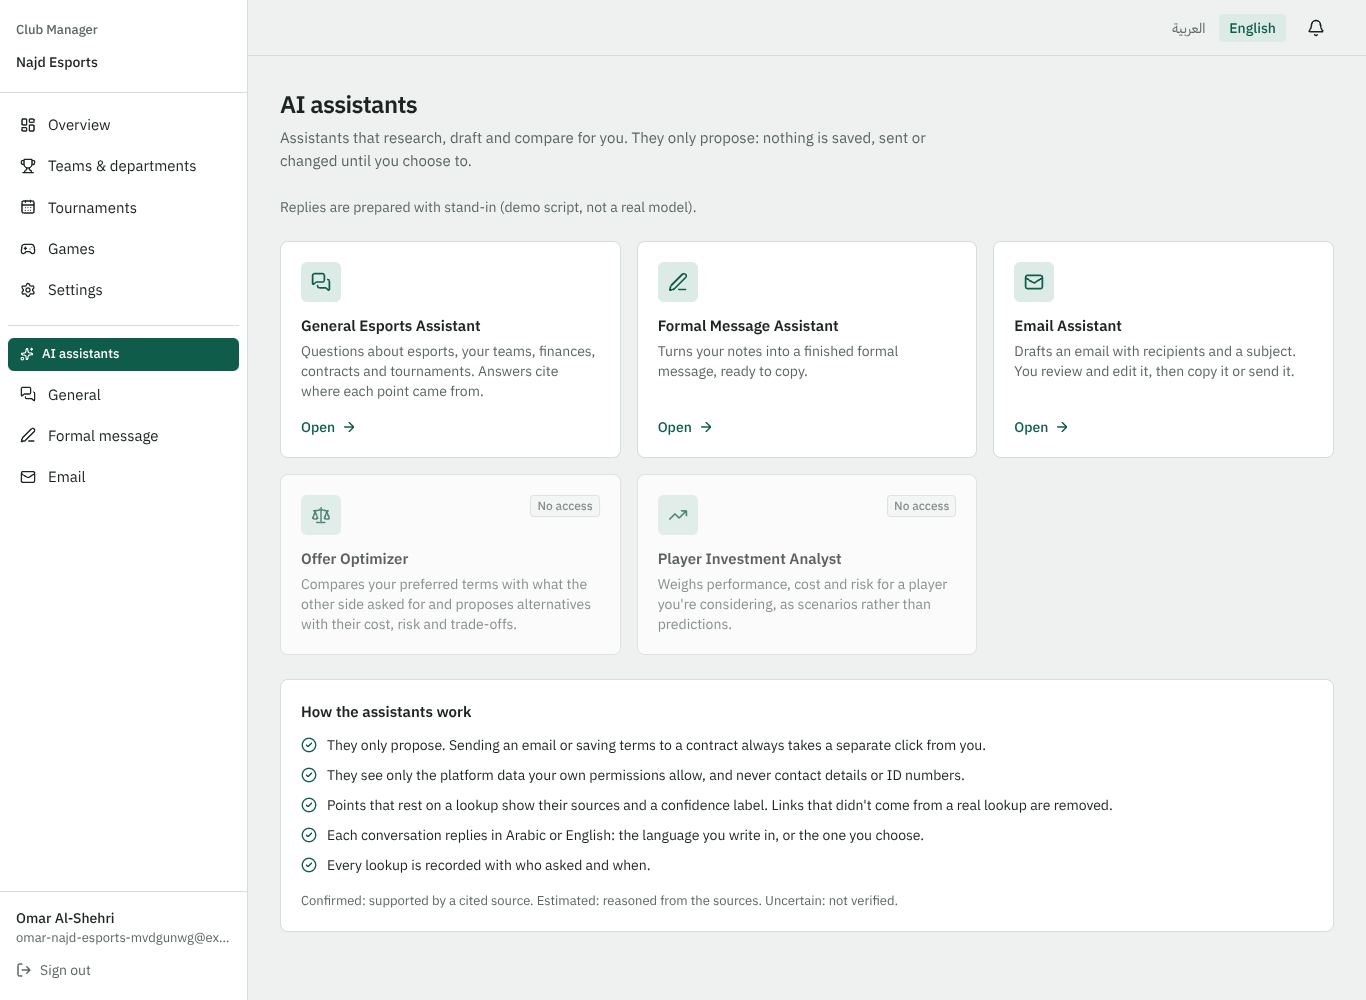 Club Manager
Najd Esports
Overview
Teams & departments
Tournaments
Games
Settings
AI assistants
General
Formal message
Email
Omar Al-Shehri
omar-najd-esports-mvdgunwg@ex...
Sign out
العربية
English
AI assistants
Assistants that research, draft and compare for you. They only propose: nothing is saved, sent or
changed until you choose to.
Replies are prepared with stand-in (demo script, not a real model).
General Esports Assistant
Questions about esports, your teams, finances,
contracts and tournaments. Answers cite
where each point came from.
Open
Formal Message Assistant
Turns your notes into a finished formal
message, ready to copy.
Open
Email Assistant
Drafts an email with recipients and a subject.
You review and edit it, then copy it or send it.
Open
No access
Offer Optimizer
Compares your preferred terms with what the
other side asked for and proposes alternatives
with their cost, risk and trade-offs.
No access
Player Investment Analyst
Weighs performance, cost and risk for a player
you're considering, as scenarios rather than
predictions.
How the assistants work
They only propose. Sending an email or saving terms to a contract always takes a separate click from you.
They see only the platform data your own permissions allow, and never contact details or ID numbers.
Points that rest on a lookup show their sources and a confidence label. Links that didn't come from a real lookup are removed.
Each conversation replies in Arabic or English: the language you write in, or the one you choose.
Every lookup is recorded with who asked and when.
Confirmed: supported by a cited source. Estimated: reasoned from the sources. Uncertain: not verified.